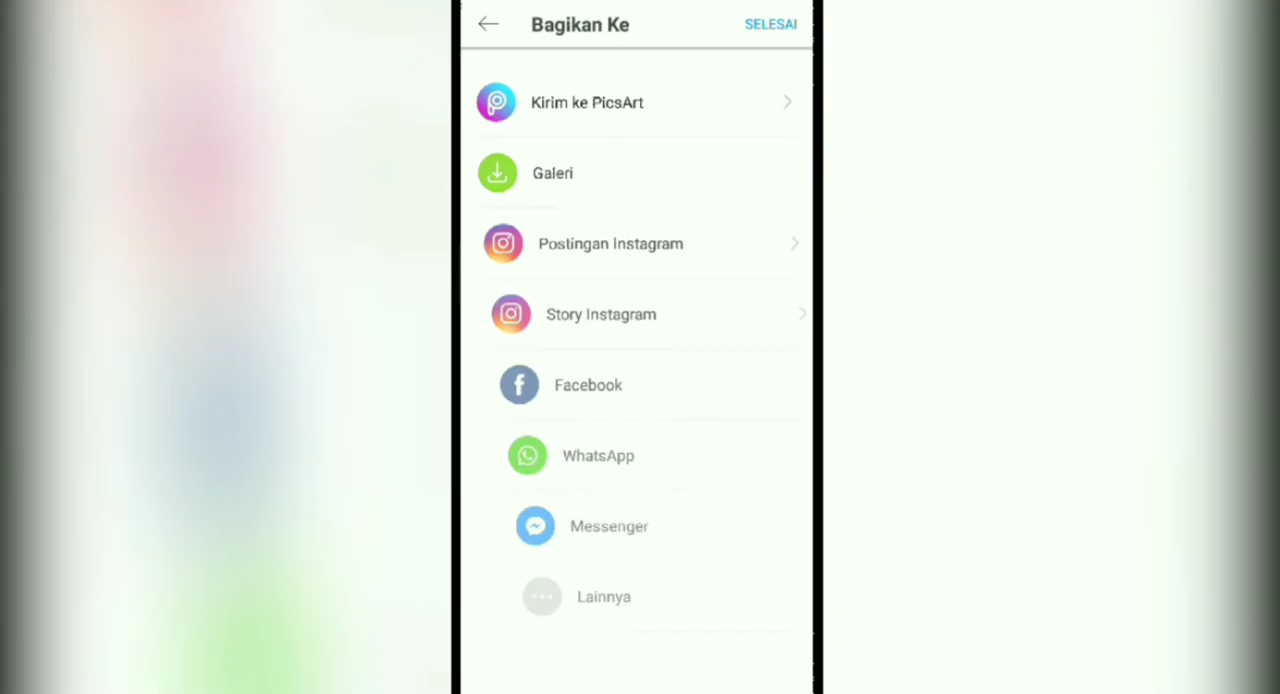 Bagikan Ke
SELESAI
Kirim ke PicsArt
Galeri
Postingan Instagram
Story Instagram
Facebook
WhatsApp
Messenger
Lainnya